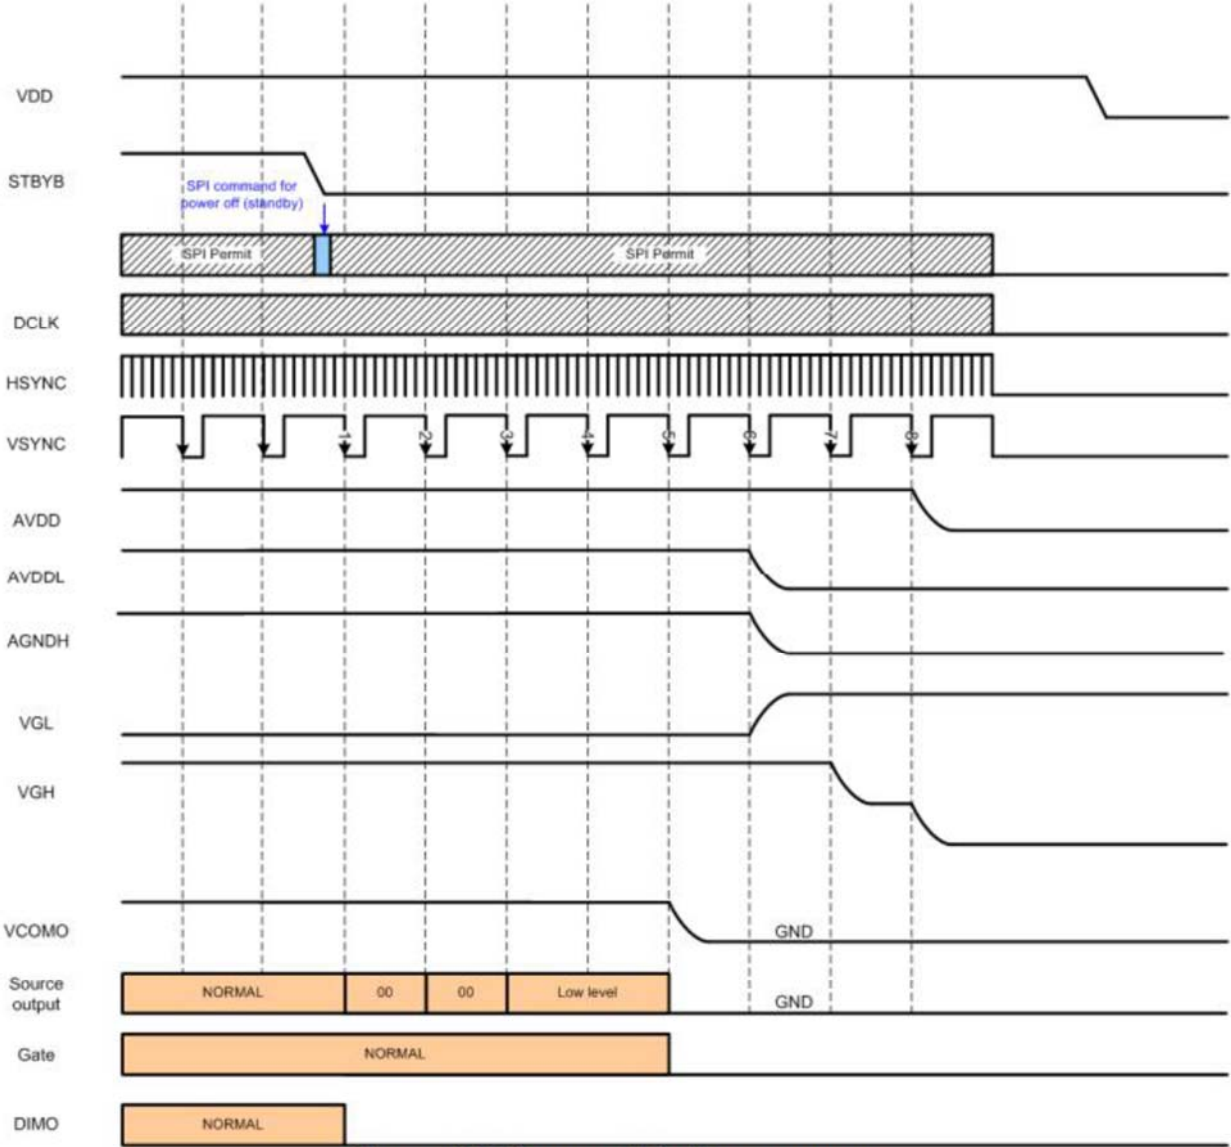 VDD
STBYB
SPI command for
power off (standby)
SPI Permit
SPI Permit
DCLK
HSYNC
VSYNC
1
2
3
4
5
6
7
8
AVDD
AVDDL
AGNDH
VGL
VGH
VCOMO
GND
Source
output
NORMAL
00
00
Low level
GND
Gate
NORMAL
DIMO
NORMAL